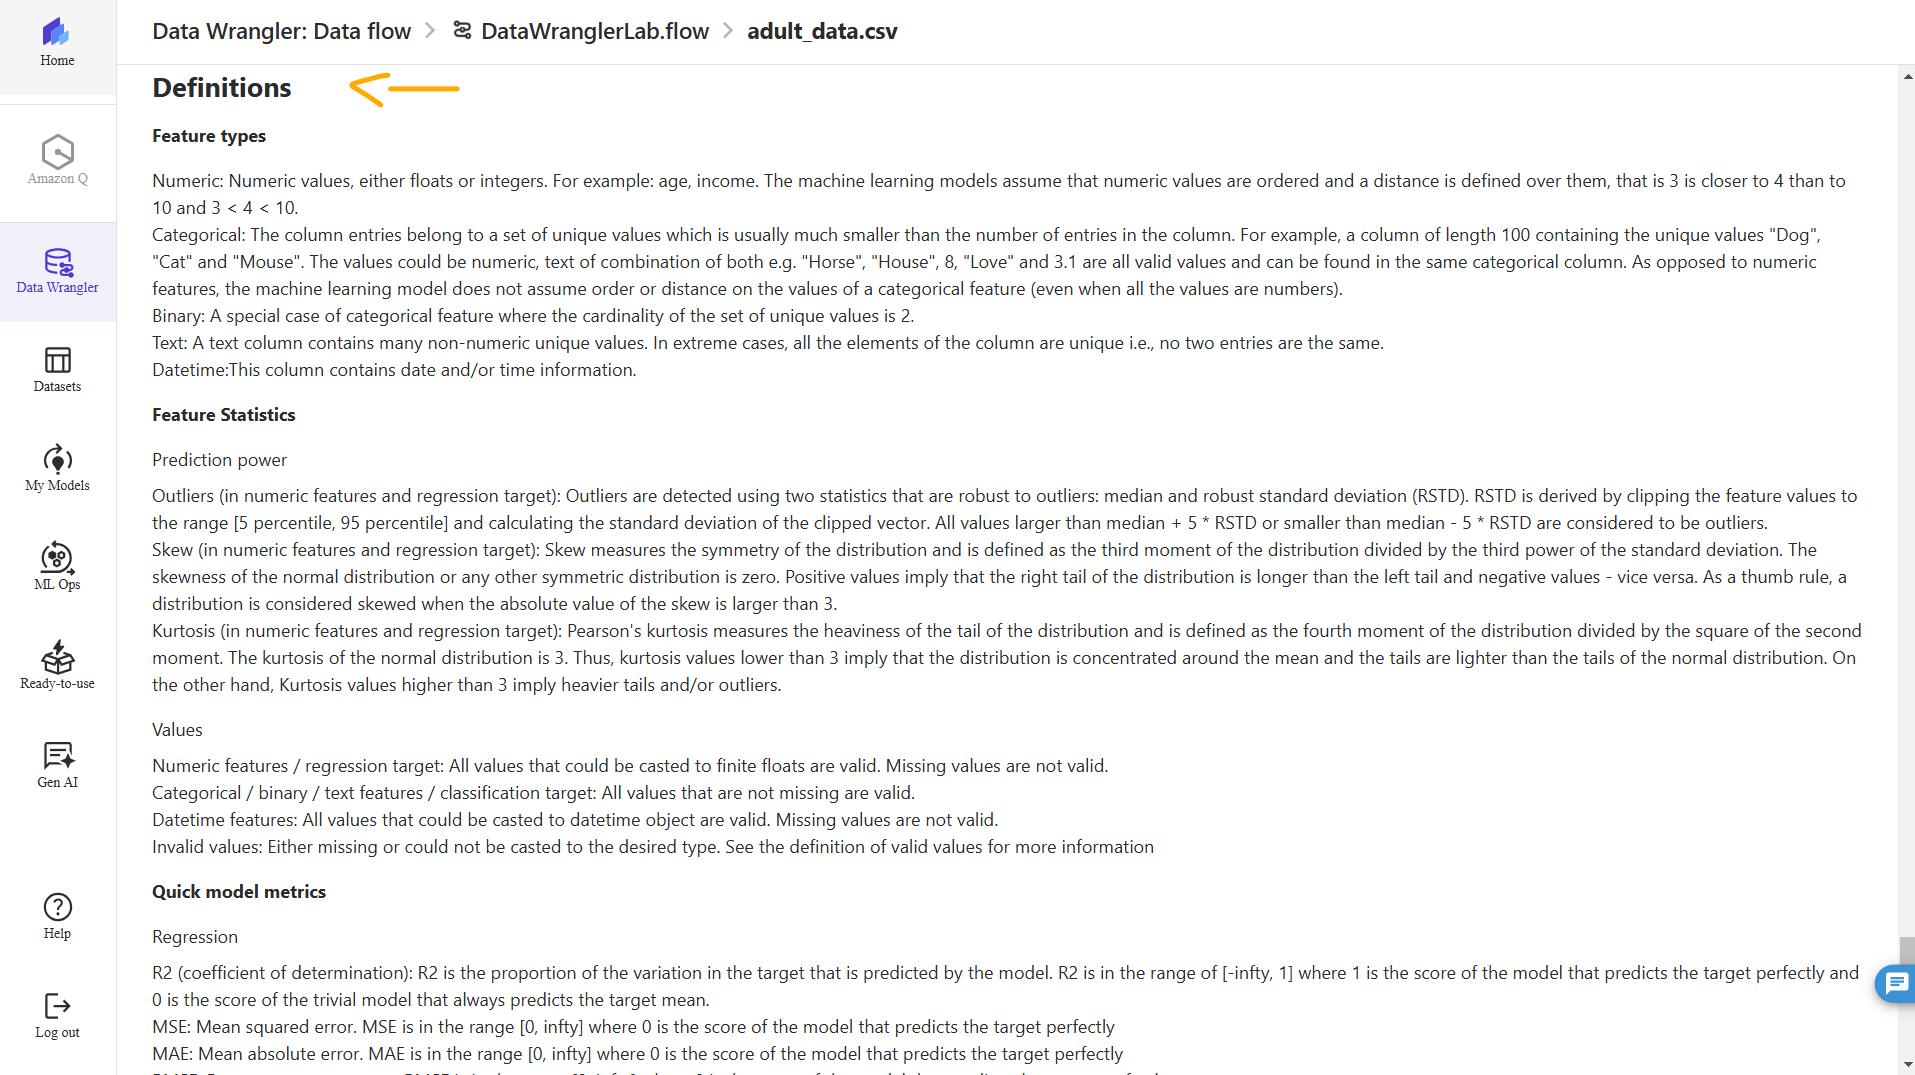 Home
Amazon Q
Data Wrangler
Datasets
My Models
ML Ops
Ready-to-use
Gen AI
Help
Log out
Data Wrangler: Data flow > DataWranglerLab.flow > adult_data.csv
Definitions
Feature types
Numeric: Numeric values, either floats or integers. For example: age, income. The machine learning models assume that numeric values are ordered and a distance is defined over them, that is 3 is closer to 4 than to
10 and 3 < 4 < 10.
Categorical: The column entries belong to a set of unique values which is usually much smaller than the number of entries in the column. For example, a column of length 100 containing the unique values "Dog",
"Cat" and "Mouse". The values could be numeric, text of combination of both e.g. "Horse", "House", 8, "Love" and 3.1 are all valid values and can be found in the same categorical column. As opposed to numeric
features, the machine learning model does not assume order or distance on the values of a categorical feature (even when all the values are numbers).
Binary: A special case of categorical feature where the cardinality of the set of unique values is 2.
Text: A text column contains many non-numeric unique values. In extreme cases, all the elements of the column are unique i.e., no two entries are the same.
Datetime:This column contains date and/or time information.
Feature Statistics
Prediction power
Outliers (in numeric features and regression target): Outliers are detected using two statistics that are robust to outliers: median and robust standard deviation (RSTD). RSTD is derived by clipping the feature values to
the range [5 percentile, 95 percentile] and calculating the standard deviation of the clipped vector. All values larger than median + 5 * RSTD or smaller than median - 5 * RSTD are considered to be outliers.
Skew (in numeric features and regression target): Skew measures the symmetry of the distribution and is defined as the third moment of the distribution divided by the third power of the standard deviation. The
skewness of the normal distribution or any other symmetric distribution is zero. Positive values imply that the right tail of the distribution is longer than the left tail and negative values - vice versa. As a thumb rule, a
distribution is considered skewed when the absolute value of the skew is larger than 3.
Kurtosis (in numeric features and regression target): Pearson's kurtosis measures the heaviness of the tail of the distribution and is defined as the fourth moment of the distribution divided by the square of the second
moment. The kurtosis of the normal distribution is 3. Thus, kurtosis values lower than 3 imply that the distribution is concentrated around the mean and the tails are lighter than the tails of the normal distribution. On
the other hand, Kurtosis values higher than 3 imply heavier tails and/or outliers.
Values
Numeric features / regression target: All values that could be casted to finite floats are valid. Missing values are not valid.
Categorical / binary / text features / classification target: All values that are not missing are valid.
Datetime features: All values that could be casted to datetime object are valid. Missing values are not valid.
Invalid values: Either missing or could not be casted to the desired type. See the definition of valid values for more information
Quick model metrics
Regression
R2 (coefficient of determination): R2 is the proportion of the variation in the target that is predicted by the model. R2 is in the range of [-infty, 1] where 1 is the score of the model that predicts the target perfectly and
0 is the score of the trivial model that always predicts the target mean.
MSE: Mean squared error. MSE is in the range [0, infty] where 0 is the score of the model that predicts the target perfectly
MAE: Mean absolute error. MAE is in the range [0, infty] where 0 is the score of the model that predicts the target perfectly